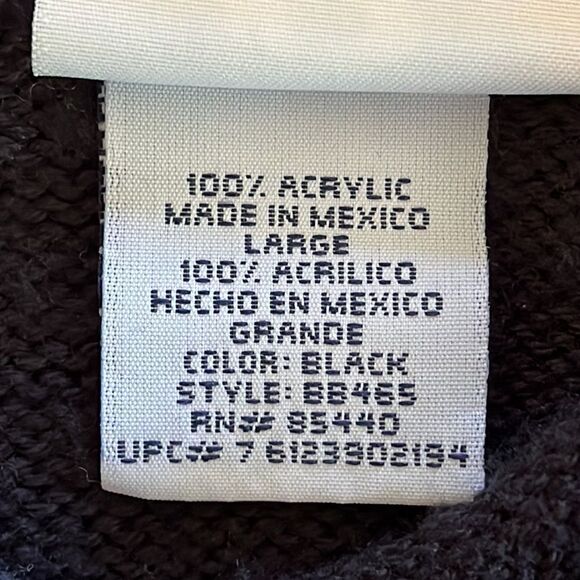 100% ACRYLIC
MADE IN MEXICO
LARGE
100% ACRILICO
HECHO EN MEXICO
GRANDE
COLOR: BLACK
STYLE: BB465
RN# 85440
UPC# 7 6123902194